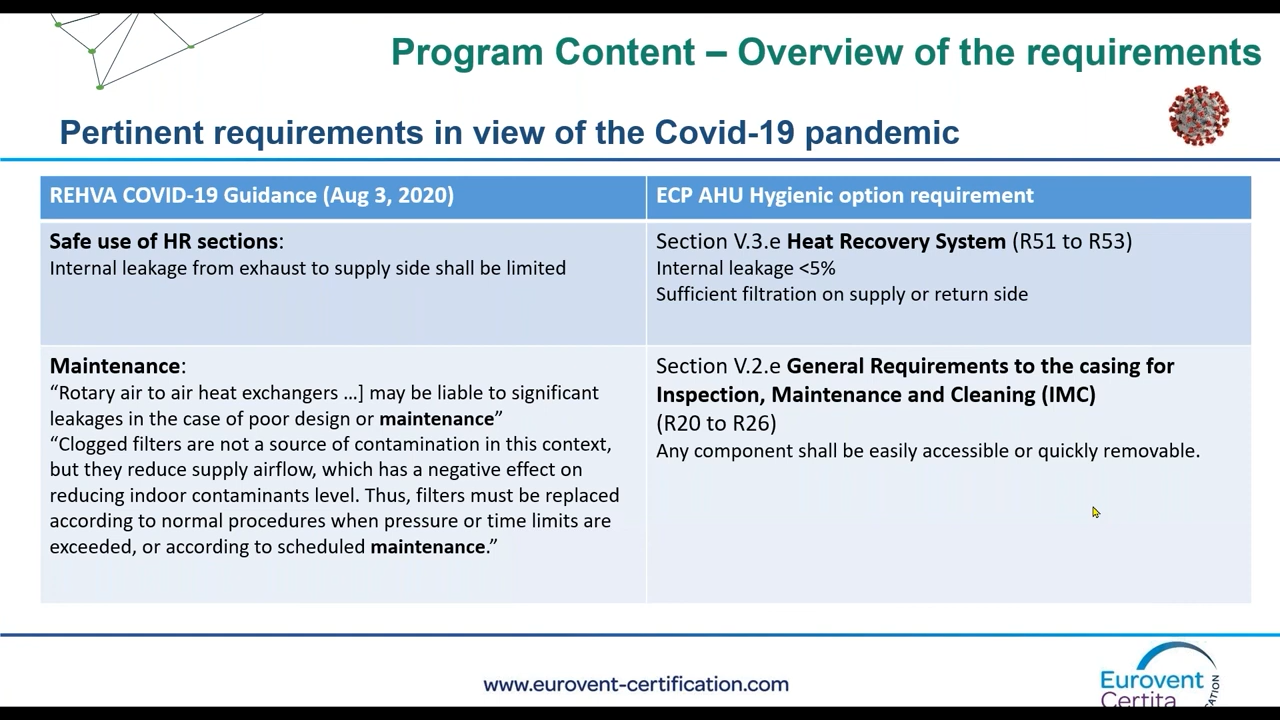 Program Content – Overview of the requirements
Pertinent requirements in view of the Covid-19 pandemic
REHVA COVID-19 Guidance (Aug 3, 2020)
ECP AHU Hygienic option requirement
Safe use of HR sections:
Internal leakage from exhaust to supply side shall be limited
Section V.3.e Heat Recovery System (R51 to R53)
Internal leakage <5%
Sufficient filtration on supply or return side
Maintenance:
“Rotary air to air heat exchangers …] may be liable to significant
leakages in the case of poor design or maintenance”
“Clogged filters are not a source of contamination in this context,
but they reduce supply airflow, which has a negative effect on
reducing indoor contaminants level. Thus, filters must be replaced
according to normal procedures when pressure or time limits are
exceeded, or according to scheduled maintenance.”
Section V.2.e General Requirements to the casing for
Inspection, Maintenance and Cleaning (IMC)
(R20 to R26)
Any component shall be easily accessible or quickly removable.
www.eurovent-certification.com
Eurovent
Certita